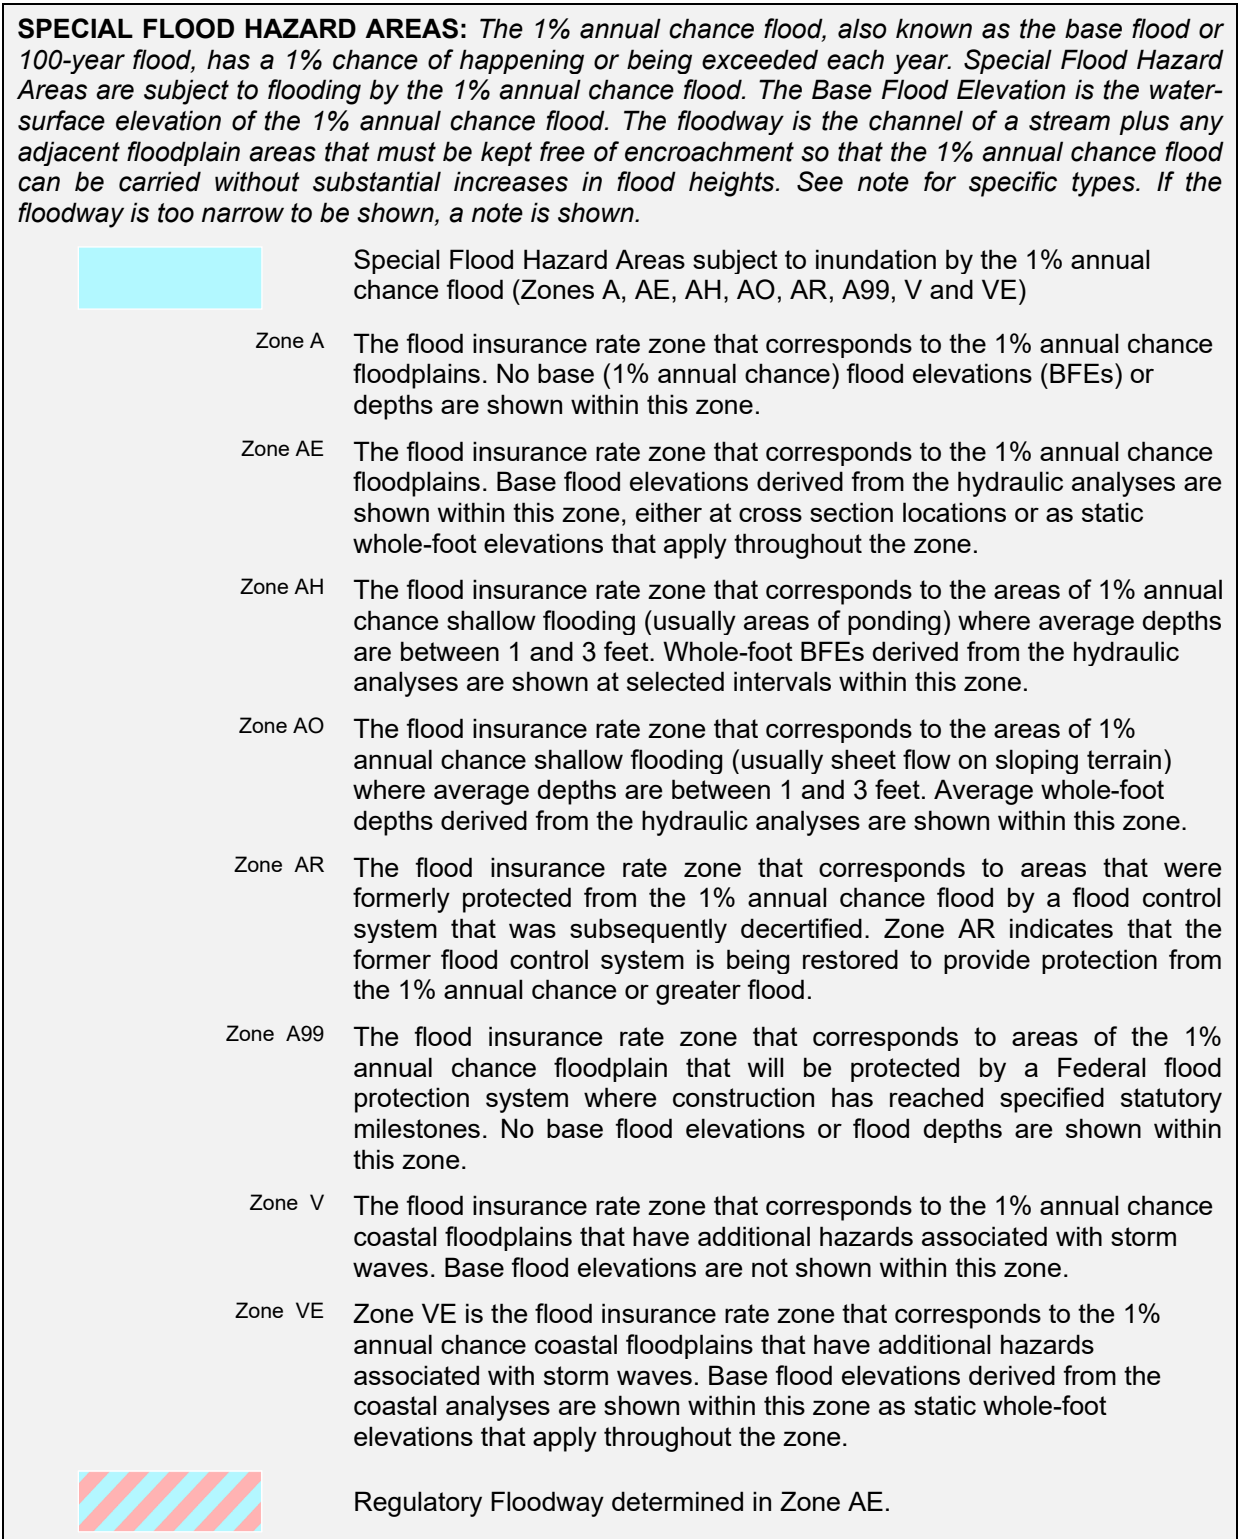 SPECIAL FLOOD HAZARD AREAS: The 1% annual chance flood, also known as the base flood or
100-year flood, has a 1% chance of happening or being exceeded each year. Special Flood Hazard
Areas are subject to flooding by the 1% annual chance flood. The Base Flood Elevation is the water-
surface elevation of the 1% annual chance flood. The floodway is the channel of a stream plus any
adjacent floodplain areas that must be kept free of encroachment so that the 1% annual chance flood
can be carried without substantial increases in flood heights. See note for specific types. If the
floodway is too narrow to be shown, a note is shown.
Special Flood Hazard Areas subject to inundation by the 1% annual
chance flood (Zones A, AE, AH, AO, AR, A99, V and VE)
Zone A The flood insurance rate zone that corresponds to the 1% annual chance
floodplains. No base (1% annual chance) flood elevations (BFEs) or
depths are shown within this zone.
Zone AE The flood insurance rate zone that corresponds to the 1% annual chance
floodplains. Base flood elevations derived from the hydraulic analyses are
shown within this zone, either at cross section locations or as static
whole-foot elevations that apply throughout the zone.
Zone AH The flood insurance rate zone that corresponds to the areas of 1% annual
chance shallow flooding (usually areas of ponding) where average depths
are between 1 and 3 feet. Whole-foot BFEs derived from the hydraulic
analyses are shown at selected intervals within this zone.
Zone AO The flood insurance rate zone that corresponds to the areas of 1%
annual chance shallow flooding (usually sheet flow on sloping terrain)
where average depths are between 1 and 3 feet. Average whole-foot
depths derived from the hydraulic analyses are shown within this zone.
Zone AR The flood insurance rate zone that corresponds to areas that were
formerly protected from the 1% annual chance flood by a flood control
system that was subsequently decertified. Zone AR indicates that the
former flood control system is being restored to provide protection from
the 1% annual chance or greater flood.
Zone A99 The flood insurance rate zone that corresponds to areas of the 1%
annual chance floodplain that will be protected by a Federal flood
protection system where construction has reached specified statutory
milestones. No base flood elevations or flood depths are shown within
this zone.
Zone V The flood insurance rate zone that corresponds to the 1% annual chance
coastal floodplains that have additional hazards associated with storm
waves. Base flood elevations are not shown within this zone.
Zone VE Zone VE is the flood insurance rate zone that corresponds to the 1%
annual chance coastal floodplains that have additional hazards
associated with storm waves. Base flood elevations derived from the
coastal analyses are shown within this zone as static whole-foot
elevations that apply throughout the zone.
Regulatory Floodway determined in Zone AE.